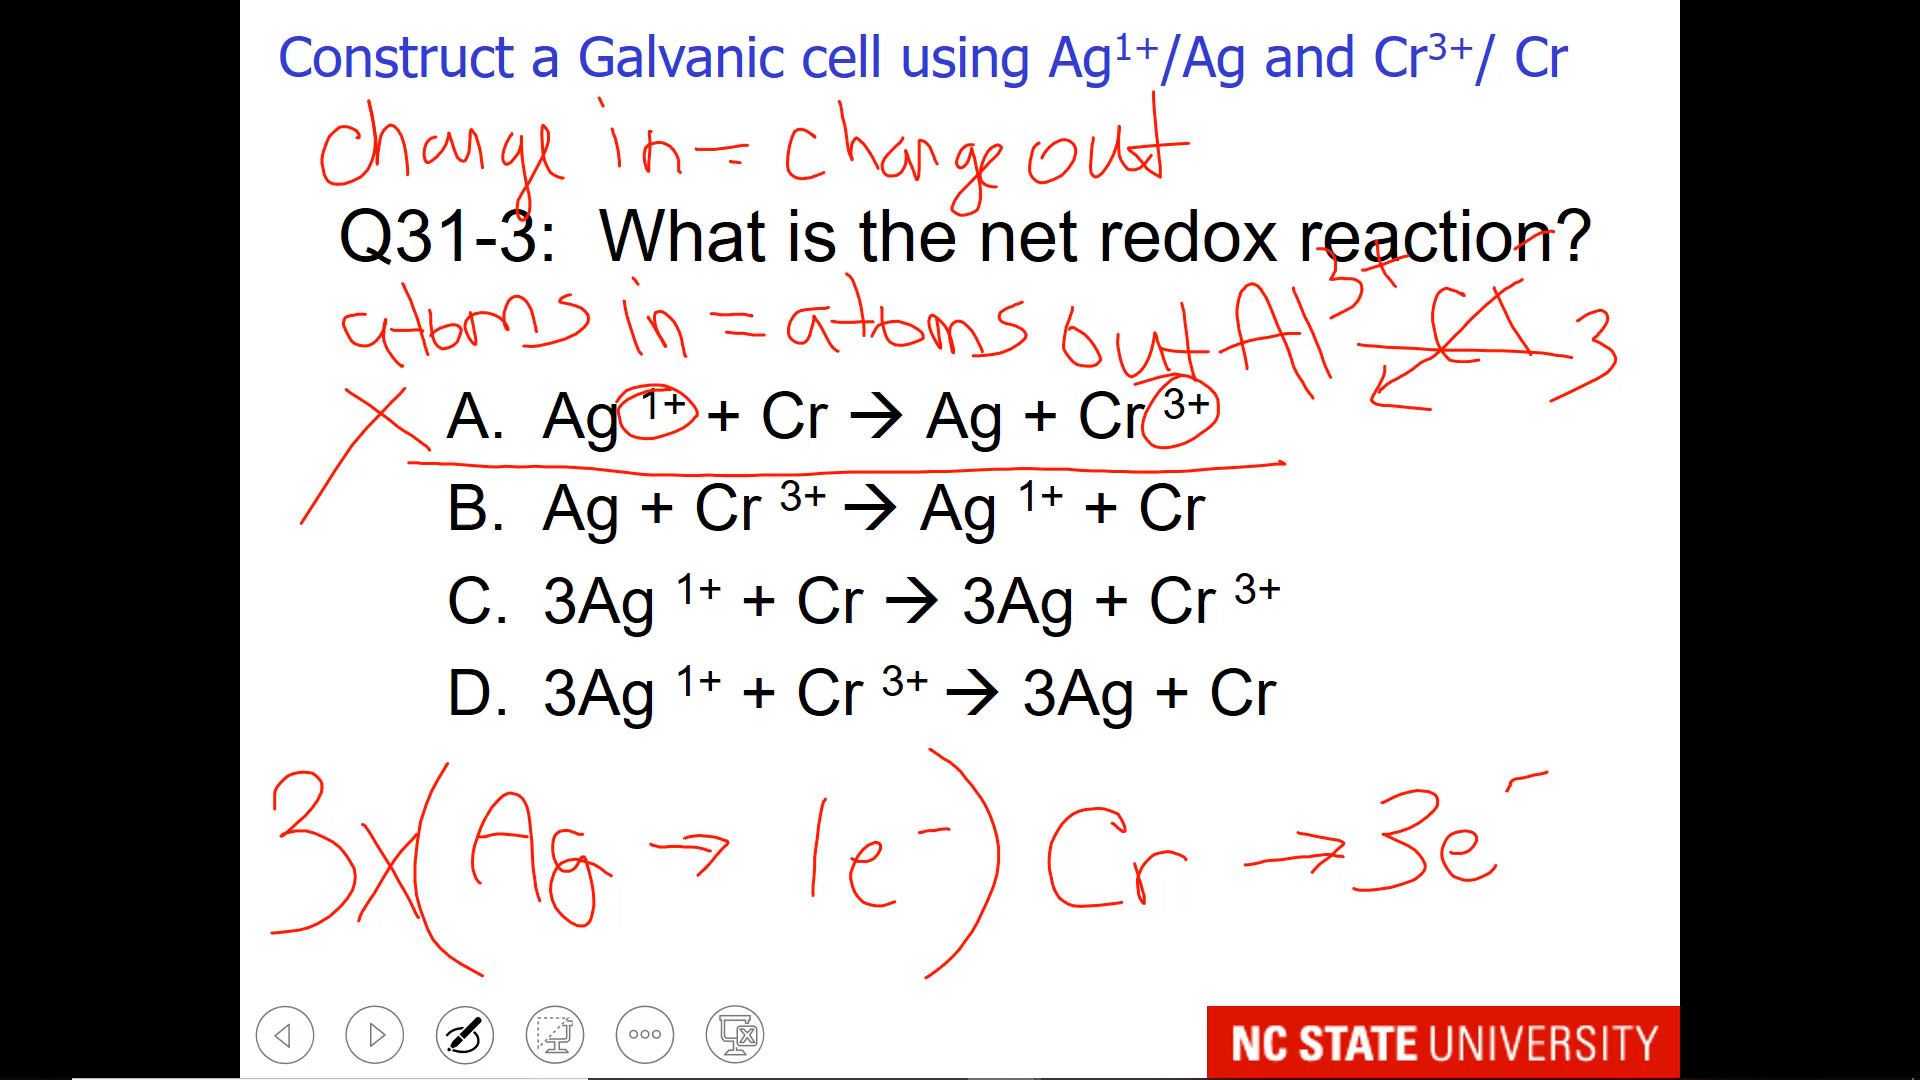 Construct a Galvanic cell using Ag¹⁺/Ag and Cr³⁺/ Cr
charge in = charge out
Q31-3: What is the net redox reaction?
atoms in = atoms out Al³⁺ Cl⁻ 3
A. Ag ¹⁺ + Cr → Ag + Cr ³⁺
B. Ag + Cr ³⁺ → Ag ¹⁺ + Cr
C. 3Ag ¹⁺ + Cr → 3Ag + Cr ³⁺
D. 3Ag ¹⁺ + Cr ³⁺ → 3Ag + Cr
3x(Ag → 1e⁻) Cr → 3e⁻
NC STATE UNIVERSITY